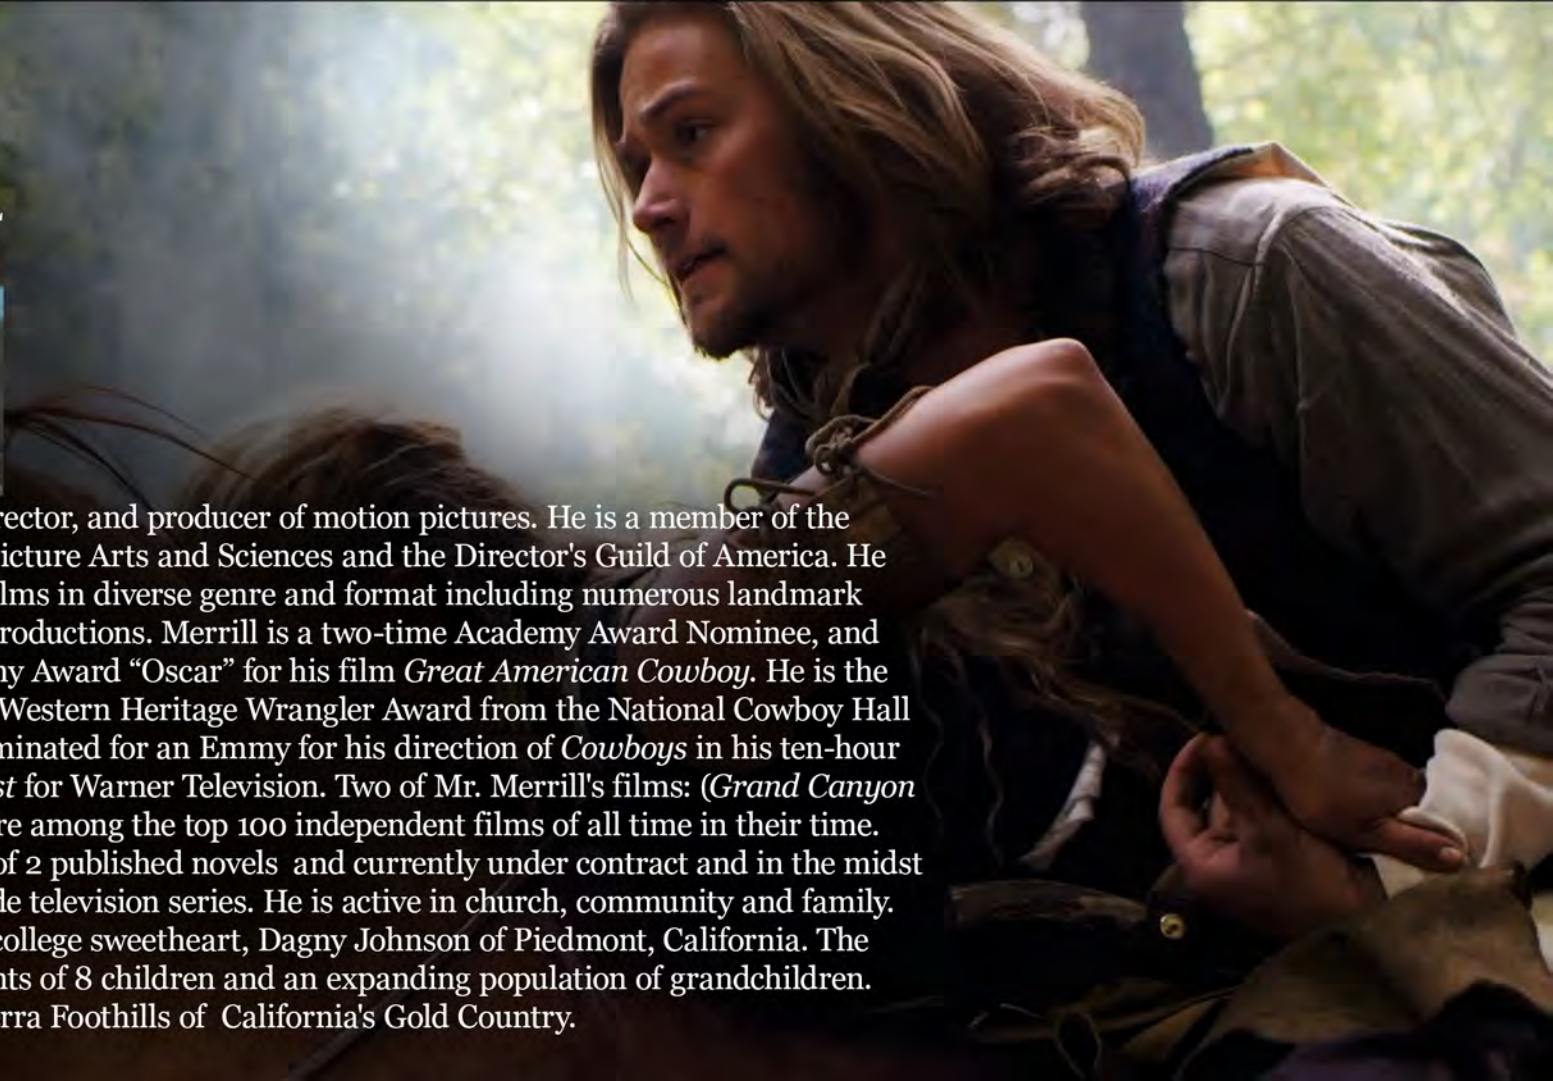 rector, and producer of motion pictures. He is a member of the
icture Arts and Sciences and the Director's Guild of America. He
lms in diverse genre and format including numerous landmark
roductions. Merrill is a two-time Academy Award Nominee, and
ny Award “Oscar” for his film Great American Cowboy. He is the
Western Heritage Wrangler Award from the National Cowboy Hall
minated for an Emmy for his direction of Cowboys in his ten-hour
st for Warner Television. Two of Mr. Merrill's films: (Grand Canyon
re among the top 100 independent films of all time in their time.
of 2 published novels and currently under contract and in the midst
de television series. He is active in church, community and family.
college sweetheart, Dagny Johnson of Piedmont, California. The
nts of 8 children and an expanding population of grandchildren.
rra Foothills of California's Gold Country.